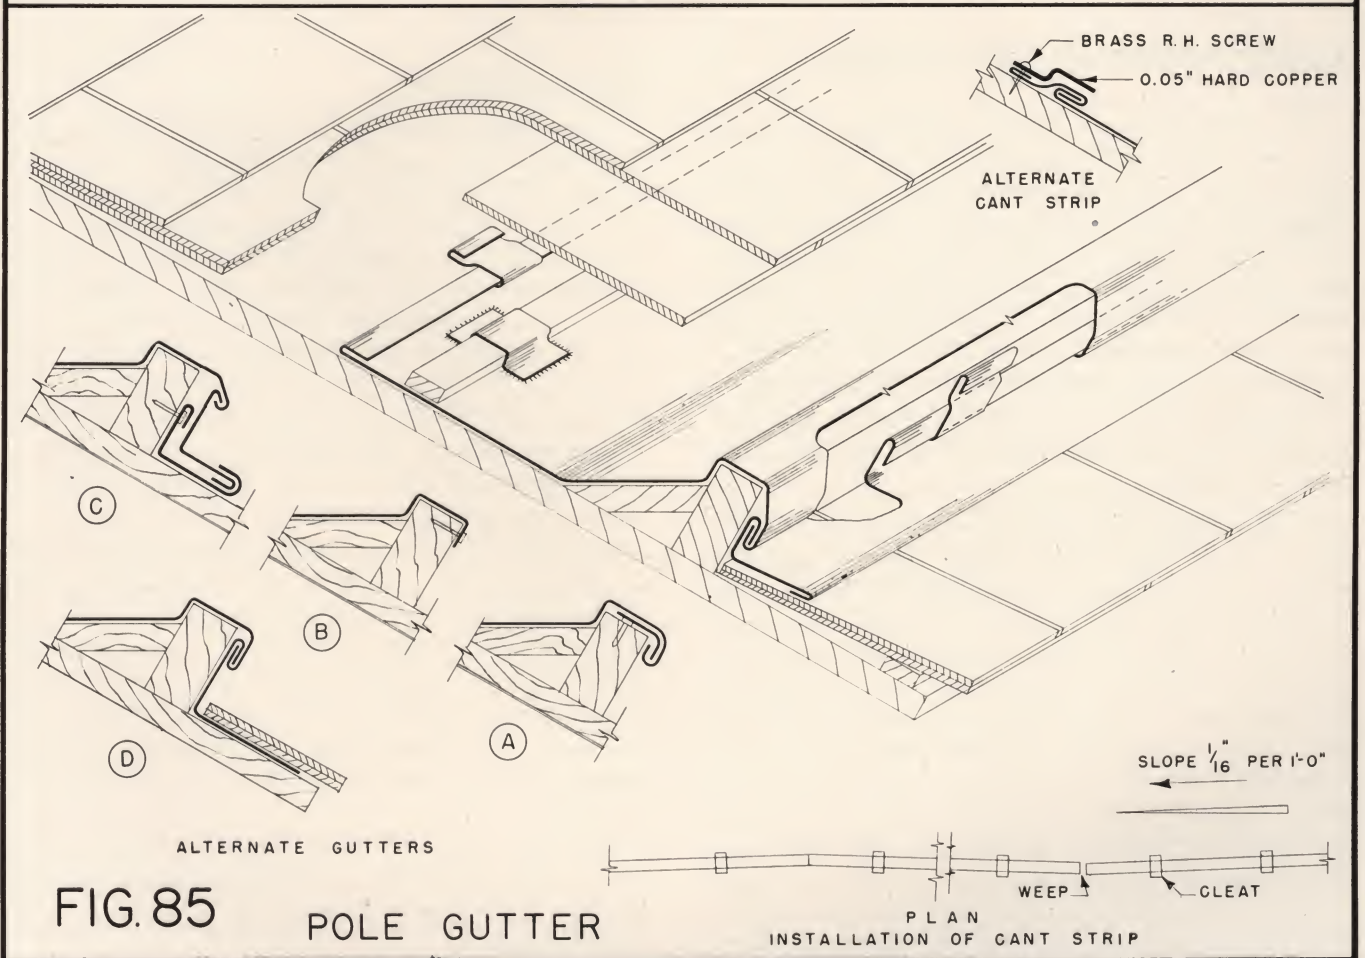 BRASS R.H. SCREW
0.05" HARD COPPER
ALTERNATE
CANT STRIP
C
B
A
D
SLOPE 1/16" PER 1'-0"
ALTERNATE GUTTERS
WEEP
CLEAT
FIG. 85
POLE GUTTER
PLAN
INSTALLATION OF CANT STRIP